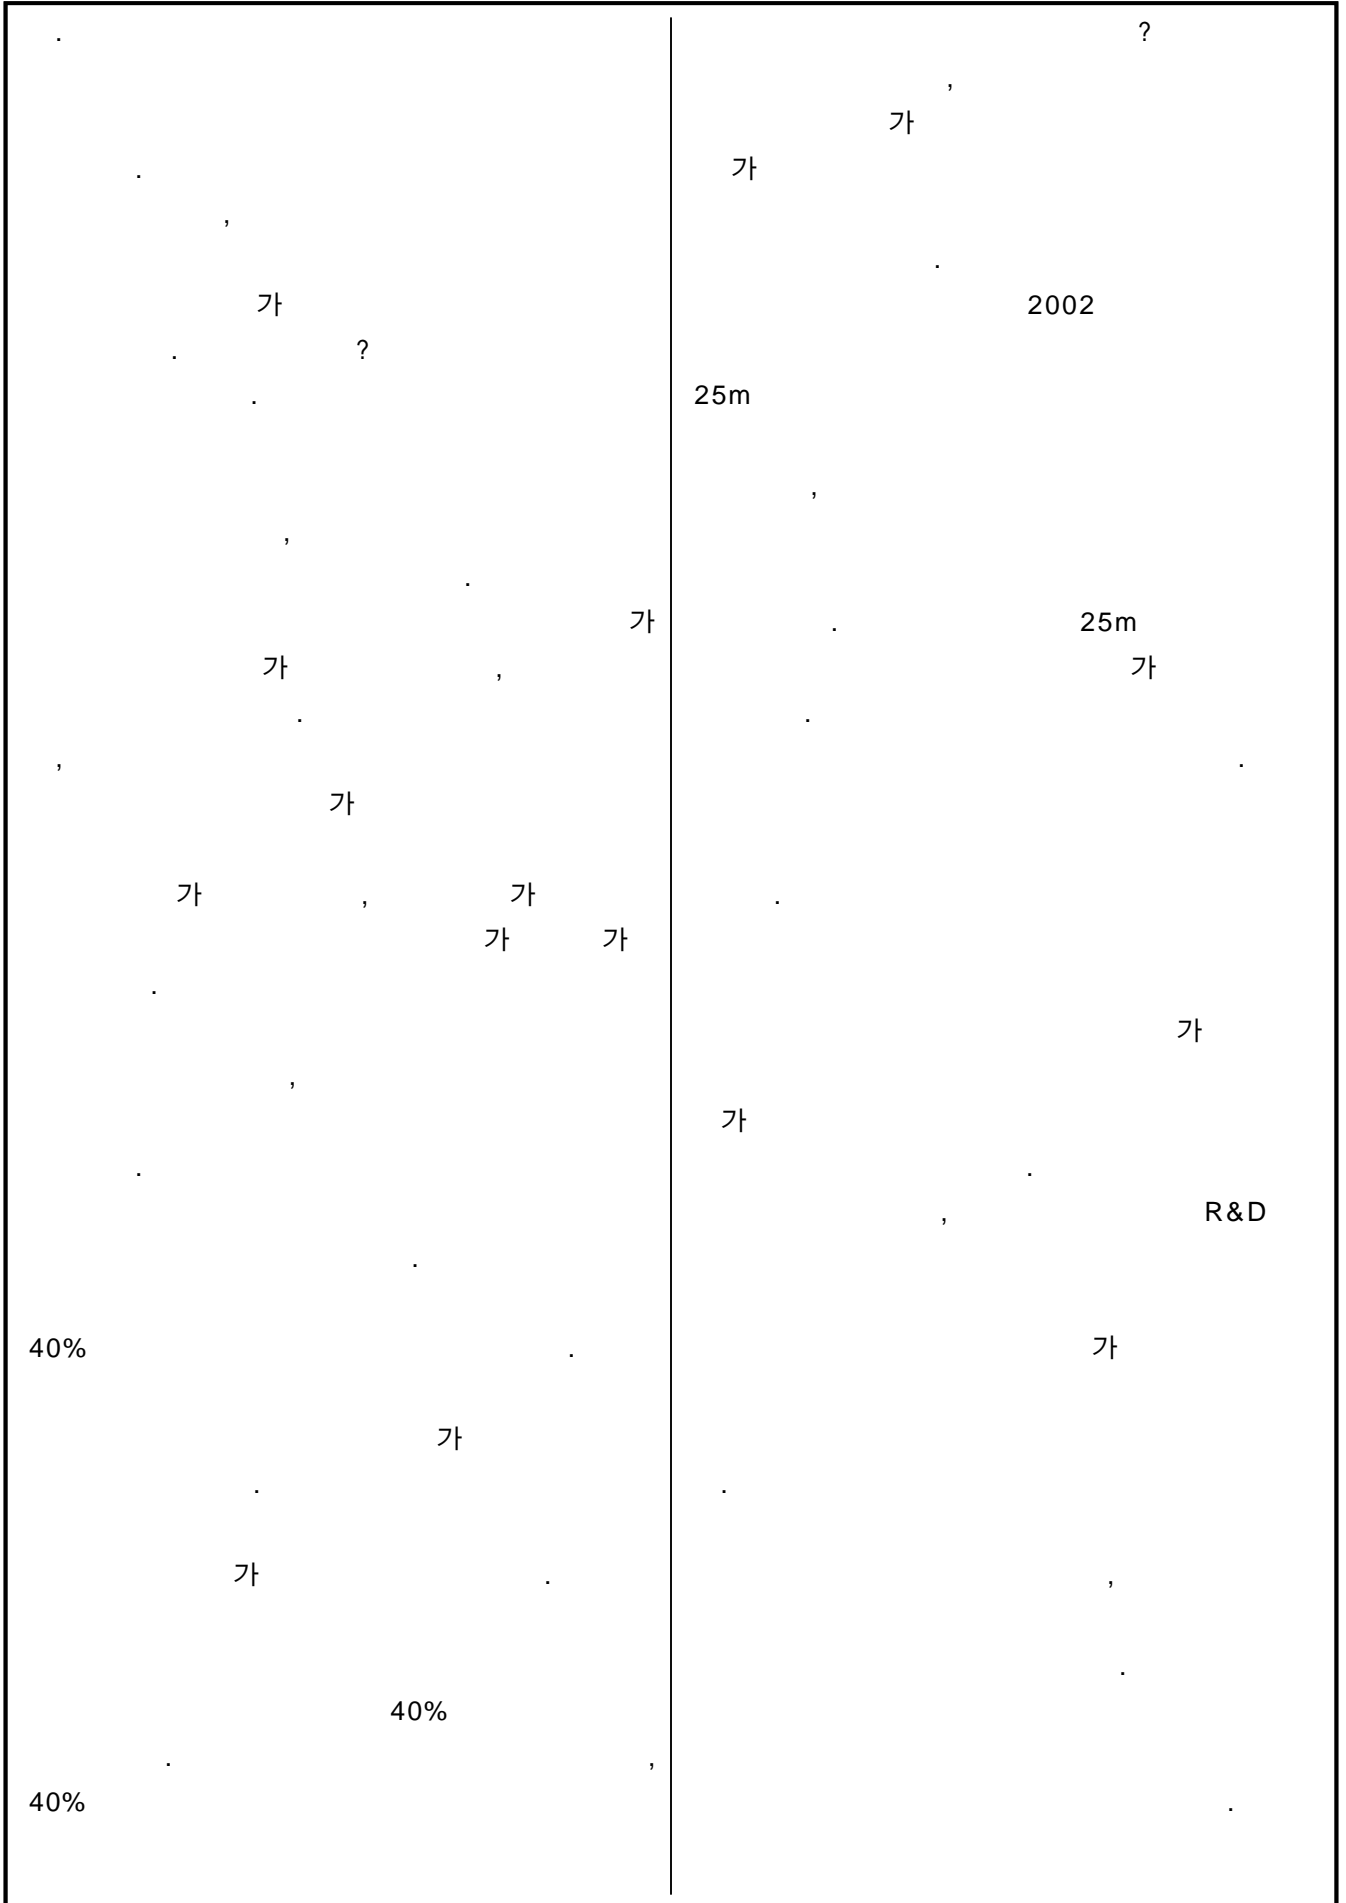 .
.
,
가
. ?
.
,
.
가
가 ,
.
,
가
가 , 가
가 가
.
,
.
.
40% .
가
.
가 .
40%
. ,
40%
?
,
가
가
.
2002
25m
,
. 25m
가
.
.
.
가
가
.
, R&D
가
.
,
.
.